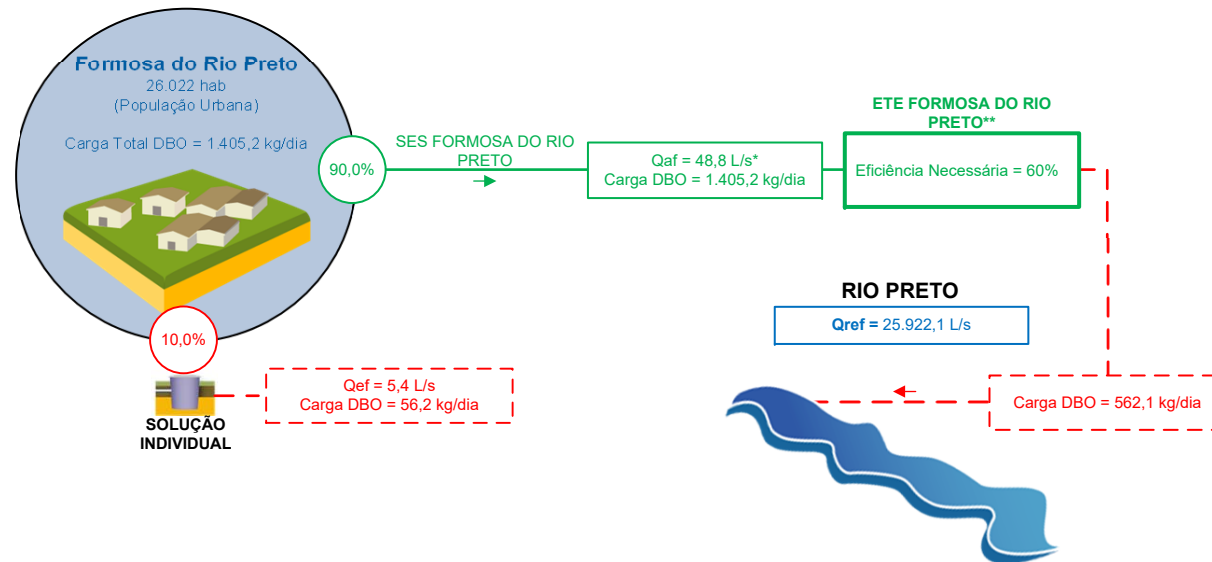 Formosa do Rio Preto
26.022 hab
(População Urbana)
Carga Total DBO = 1.405,2 kg/dia
90,0%
SES FORMOSA DO RIO
PRETO
Qaf = 48,8 L/s*
Carga DBO = 1.405,2 kg/dia
ETE FORMOSA DO RIO
PRETO**
Eficiência Necessária = 60%
RIO PRETO
Qref = 25.922,1 L/s
10,0%
Qef = 5,4 L/s
Carga DBO = 56,2 kg/dia
SOLUÇÃO
INDIVIDUAL
Carga DBO = 562,1 kg/dia